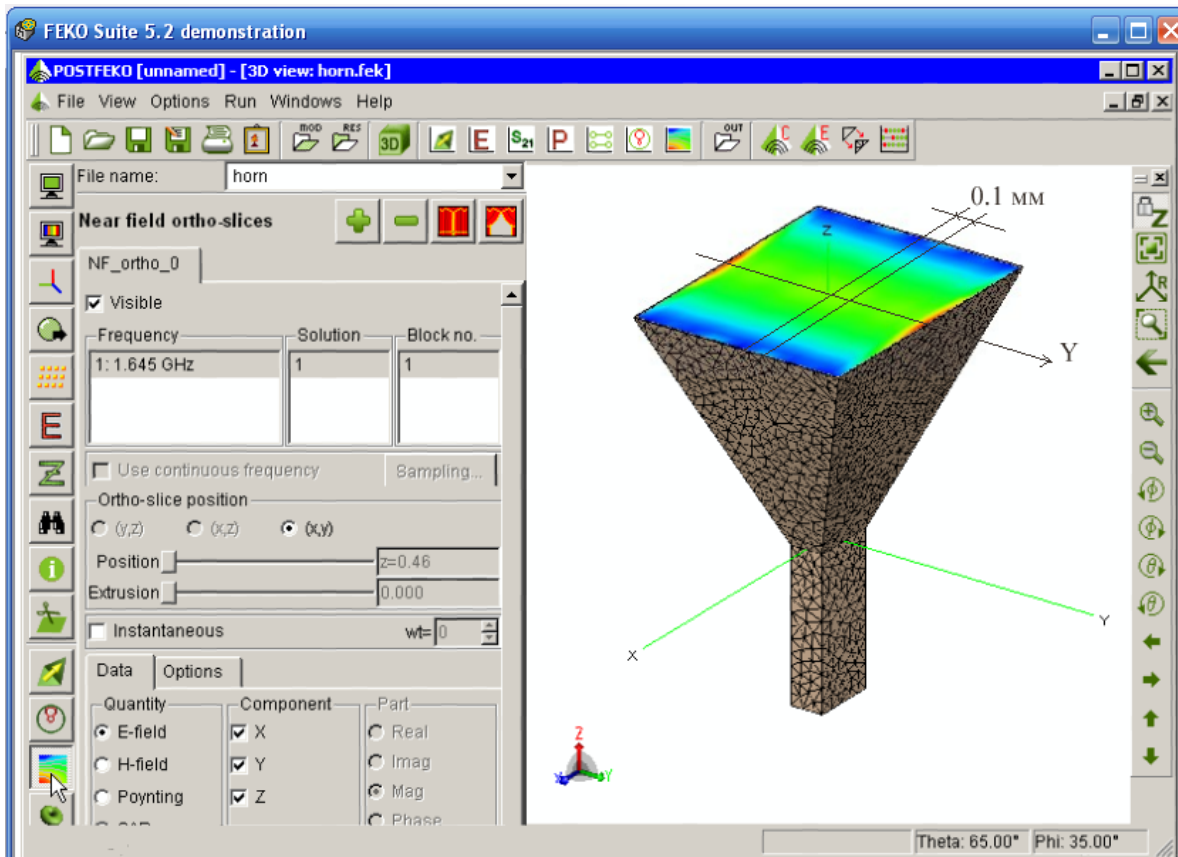 FEKO Suite 5.2 demonstration
POSTFEKO [unnamed] - [3D view: horn.fek]
File View Options Run Windows Help
MOD RES 3D E S21 P OUT C E
File name: horn
Near field ortho-slices
NF_ortho_0
Visible
Frequency Solution Block no.
1: 1.645 GHz 1 1
Use continuous frequency Sampling...
Ortho-slice position
(y,z) (x,z) (x,y)
Position z=0.46
Extrusion 0.000
Instantaneous wt= 0
Data Options
Quantity Component Part
E-field X Real
H-field Y Imag
Poynting Z Mag
Phase
0.1 мм
Z
Y
X
Y
Z
X
Y
Theta: 65.00° Phi: 35.00°